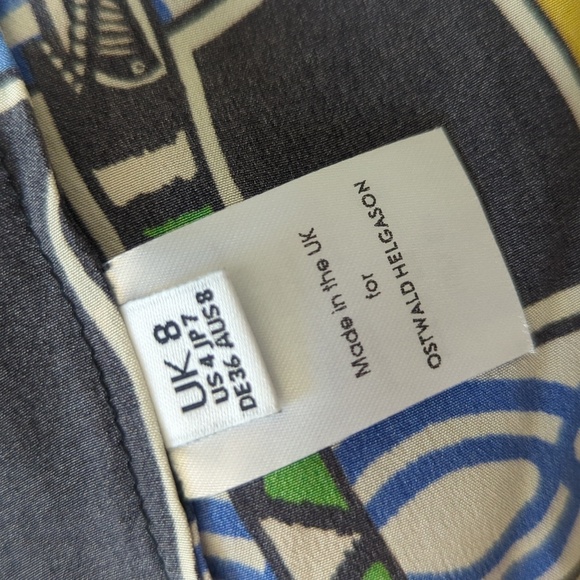 UK 8
US 4 JP 7
DE36 AUS8
Made in the UK
for
OSTWALD HELGASON